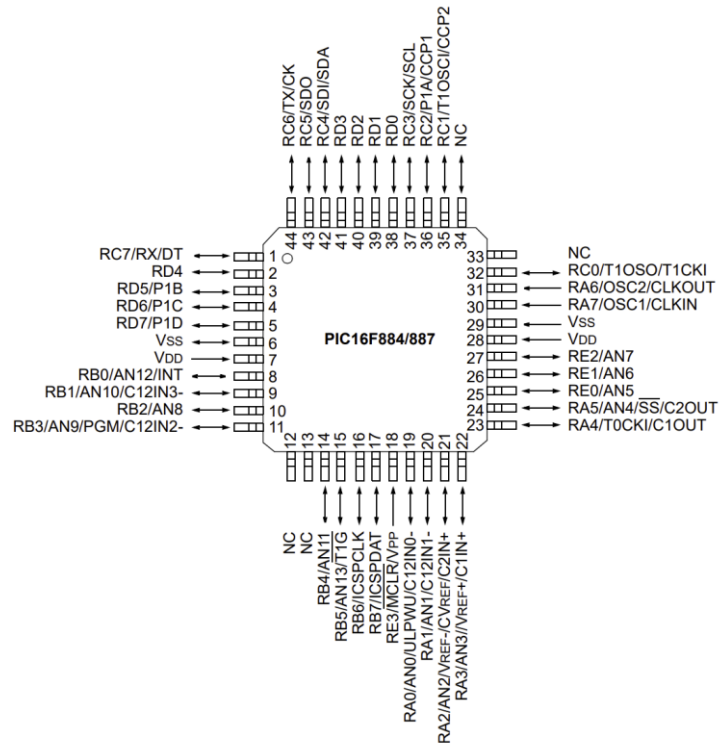 RC6/TX/CK
RC5/SDO
RC4/SDI/SDA
RD3
RD2
RD1
RD0
RC3/SCK/SCL
RC2/P1A/CCP1
RC1/T1OSCI/CCP2
NC
44
43
42
41
40
39
38
37
36
35
34
RC7/RX/DT 1
RD4 2
RD5/P1B 3
RD6/P1C 4
RD7/P1D 5
VSS 6
VDD 7
RB0/AN12/INT 8
RB1/AN10/C12IN3- 9
RB2/AN8 10
RB3/AN9/PGM/C12IN2- 11
PIC16F884/887
33 NC
32 RC0/T1OSO/T1CKI
31 RA6/OSC2/CLKOUT
30 RA7/OSC1/CLKIN
29 VSS
28 VDD
27 RE2/AN7
26 RE1/AN6
25 RE0/AN5
24 RA5/AN4/SS/C2OUT
23 RA4/T0CKI/C1OUT
12
13
14
15
16
17
18
19
20
21
22
NC
NC
RB4/AN11
RB5/AN13/T1G
RB6/ICSPCLK
RB7/ICSPDAT
RE3/MCLR/VPP
RA0/AN0/ULPWU/C12IN0-
RA1/AN1/C12IN1-
RA2/AN2/VREF-/CVREF/C2IN+
RA3/AN3//VREF+/C1IN+